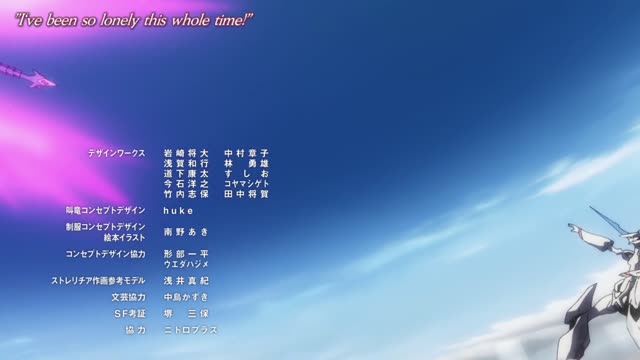 "I've been so lonely this whole time!"
デザインワークス 岩崎将大 中村章子
浅賀和行 林勇雄
道下康太 すしお
今石洋之 コヤマシゲト
竹内志保 田中将賀
叫竜コンセプトデザイン huke
制服コンセプトデザイン
絵本イラスト 南野あき
コンセプトデザイン協力 形部一平
ウエダハジメ
ストレリチア作画参考モデル 浅井真紀
文芸協力 中島かずき
SF考証 堺三保
協力 ニトロプラス